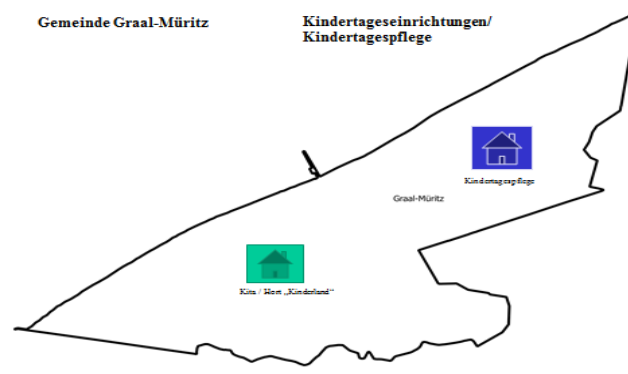 Gemeinde Graal-Müritz
Kindertageseinrichtungen/
Kindertagespflege
Kindertagespflege
Graal-Müritz
Kita / Hort „Kinderland“